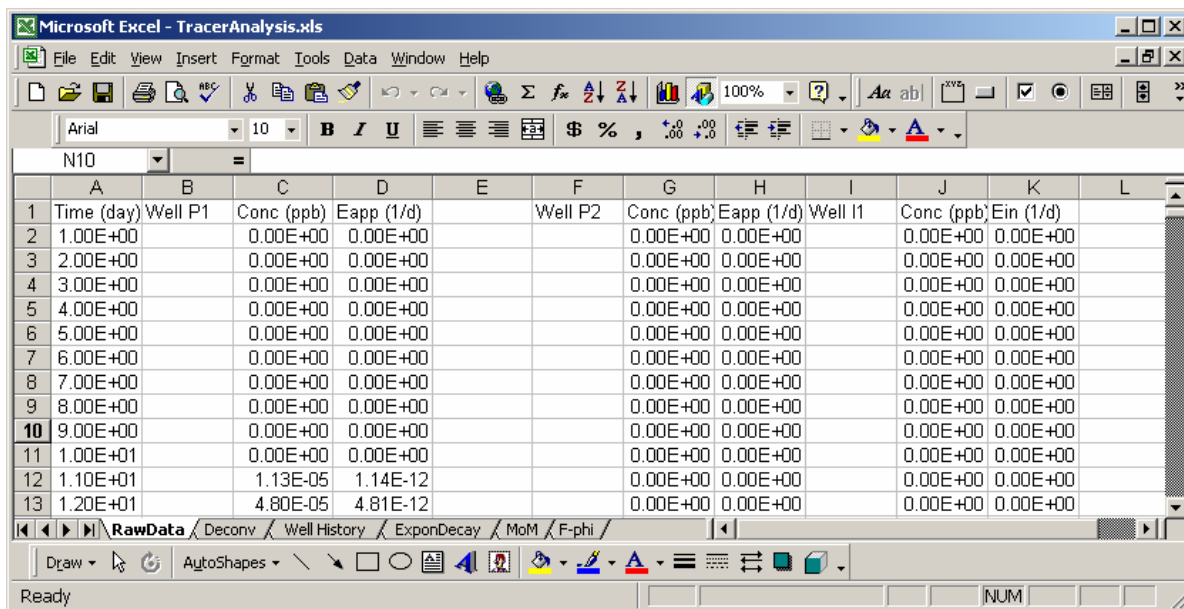 Microsoft Excel - TracerAnalysis.xls
File Edit View Insert Format Tools Data Window Help
ABC Σ fx A Z Z A 100% ? Aa ab| XYZ »
Arial 10 B I U $ % , .0 .00 .00 .0 A
N10 =
A B C D E F G H I J K L
1 Time (day) Well P1 Conc (ppb) Eapp (1/d) Well P2 Conc (ppb) Eapp (1/d) Well I1 Conc (ppb) Ein (1/d)
2 1.00E+00 0.00E+00 0.00E+00 0.00E+00 0.00E+00 0.00E+00 0.00E+00
3 2.00E+00 0.00E+00 0.00E+00 0.00E+00 0.00E+00 0.00E+00 0.00E+00
4 3.00E+00 0.00E+00 0.00E+00 0.00E+00 0.00E+00 0.00E+00 0.00E+00
5 4.00E+00 0.00E+00 0.00E+00 0.00E+00 0.00E+00 0.00E+00 0.00E+00
6 5.00E+00 0.00E+00 0.00E+00 0.00E+00 0.00E+00 0.00E+00 0.00E+00
7 6.00E+00 0.00E+00 0.00E+00 0.00E+00 0.00E+00 0.00E+00 0.00E+00
8 7.00E+00 0.00E+00 0.00E+00 0.00E+00 0.00E+00 0.00E+00 0.00E+00
9 8.00E+00 0.00E+00 0.00E+00 0.00E+00 0.00E+00 0.00E+00 0.00E+00
10 9.00E+00 0.00E+00 0.00E+00 0.00E+00 0.00E+00 0.00E+00 0.00E+00
11 1.00E+01 0.00E+00 0.00E+00 0.00E+00 0.00E+00 0.00E+00 0.00E+00
12 1.10E+01 1.13E-05 1.14E-12 0.00E+00 0.00E+00 0.00E+00 0.00E+00
13 1.20E+01 4.80E-05 4.81E-12 0.00E+00 0.00E+00 0.00E+00 0.00E+00
RawData / Deconv / Well History / ExponDecay / MoM / F-phi /
Draw AutoShapes A A
Ready NUM